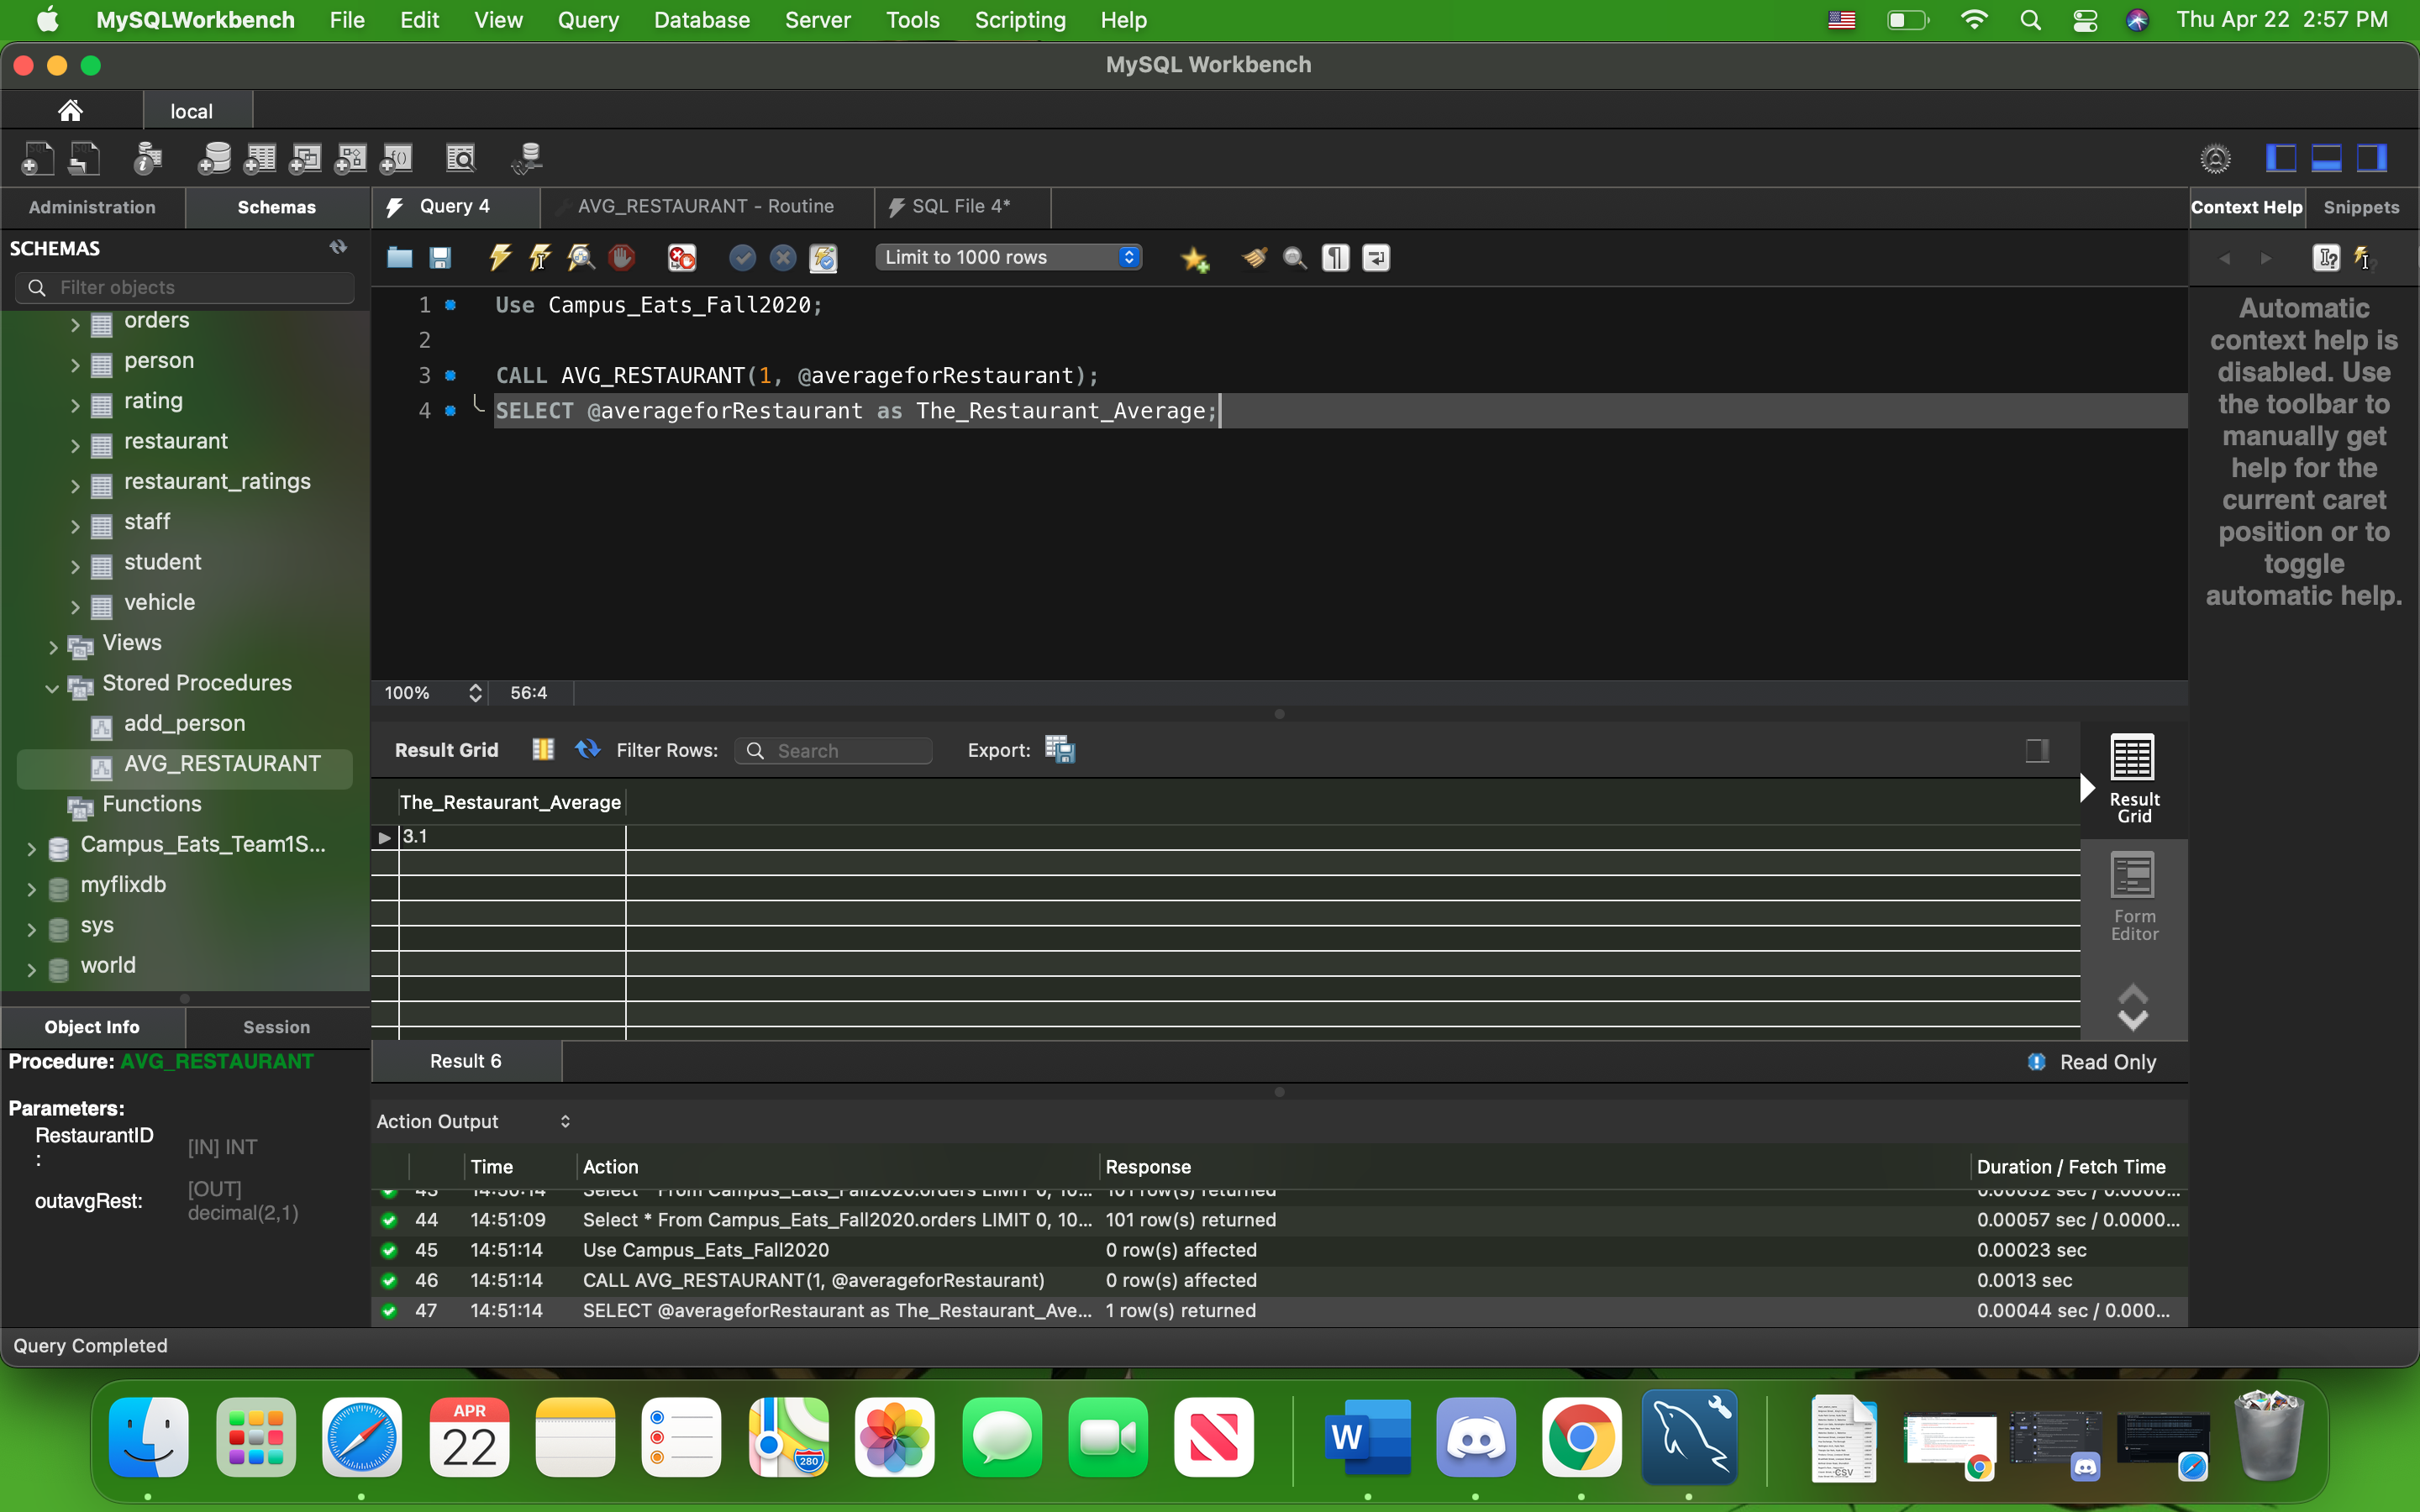 MySQLWorkbench File Edit View Query Database Server Tools Scripting Help Thu Apr 22 2:57 PM
MySQL Workbench
local
Administration Schemas
Query 4 AVG_RESTAURANT - Routine SQL File 4*
Context Help Snippets
SCHEMAS
Filter objects
orders
person
rating
restaurant
restaurant_ratings
staff
student
vehicle
Views
Stored Procedures
add_person
AVG_RESTAURANT
Functions
Campus_Eats_Team1S...
myflixdb
sys
world
Object Info Session
Procedure: AVG_RESTAURANT
Parameters:
RestaurantID
: [IN] INT
outavgRest: [OUT]
decimal(2,1)
Limit to 1000 rows
1 Use Campus_Eats_Fall2020;
2
3 CALL AVG_RESTAURANT(1, @averageforRestaurant);
4 SELECT @averageforRestaurant as The_Restaurant_Average;
100% 56:4
Result Grid Filter Rows: Search Export:
The_Restaurant_Average
3.1
Result
Grid
Form
Editor
Result 6 Read Only
Action Output
Time Action Response Duration / Fetch Time
43 14:50:14 Select * From Campus_Eats_Fall2020.orders LIMIT 0, 10... 101 row(s) returned 0.00052 sec / 0.0000...
44 14:51:09 Select * From Campus_Eats_Fall2020.orders LIMIT 0, 10... 101 row(s) returned 0.00057 sec / 0.0000...
45 14:51:14 Use Campus_Eats_Fall2020 0 row(s) affected 0.00023 sec
46 14:51:14 CALL AVG_RESTAURANT(1, @averageforRestaurant) 0 row(s) affected 0.0013 sec
47 14:51:14 SELECT @averageforRestaurant as The_Restaurant_Ave... 1 row(s) returned 0.00044 sec / 0.000...
Automatic
context help is
disabled. Use
the toolbar to
manually get
help for the
current caret
position or to
toggle
automatic help.
Query Completed
APR
22
280
W
CSV